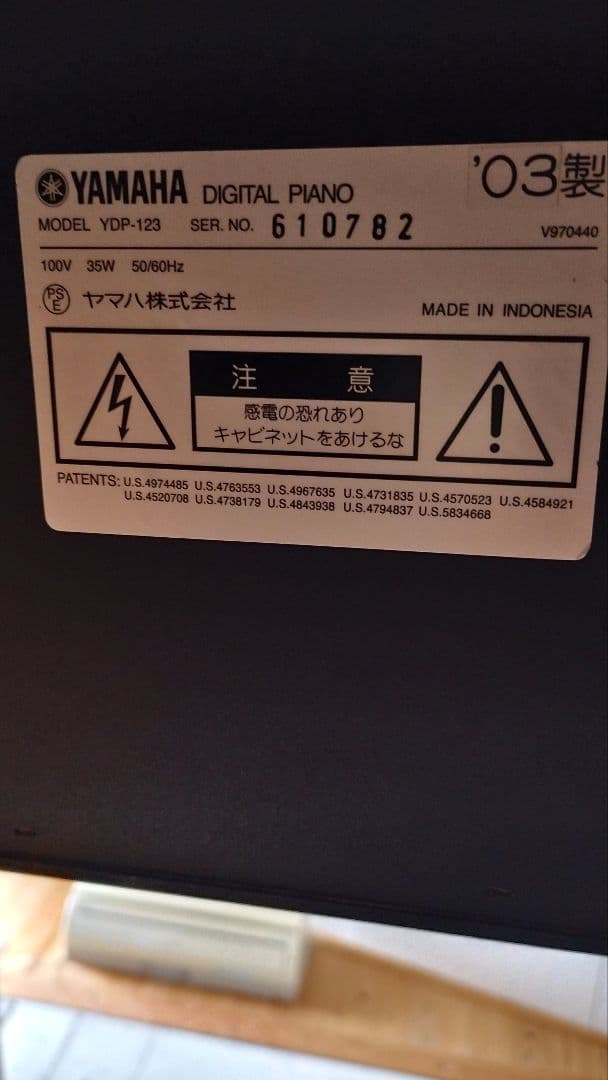 YAMAHA DIGITAL PIANO '03製
MODEL YDP-123 SER. NO. 610782 V970440
100V 35W 50/60Hz
PSE ヤマハ株式会社 MADE IN INDONESIA
注 意
感電の恐れあり
キャビネットをあけるな
PATENTS: U.S.4974485 U.S.4763553 U.S.4967635 U.S.4731835 U.S.4570523 U.S.4584921
U.S.4520708 U.S.4738179 U.S.4843938 U.S.4794837 U.S.5834668